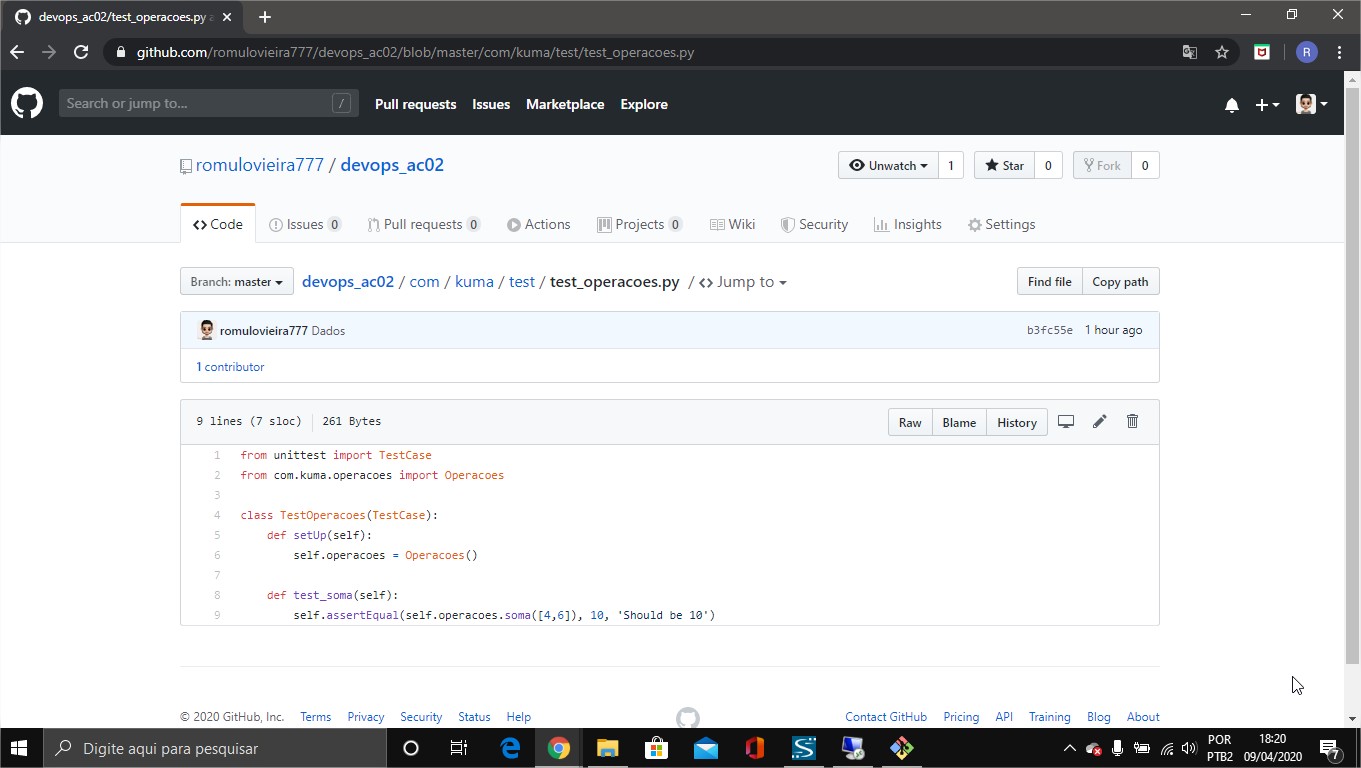 devops_ac02/test_operacoes.py a
github.com/romulovieira777/devops_ac02/blob/master/com/kuma/test/test_operacoes.py
R
Search or jump to... /
Pull requests Issues Marketplace Explore
romulovieira777 / devops_ac02
Unwatch 1 Star 0 Fork 0
Code Issues 0 Pull requests 0 Actions Projects 0 Wiki Security Insights Settings
Branch: master devops_ac02 / com / kuma / test / test_operacoes.py / <> Jump to
Find file Copy path
romulovieira777 Dados b3fc55e 1 hour ago
1 contributor
9 lines (7 sloc) 261 Bytes Raw Blame History
1 from unittest import TestCase
2 from com.kuma.operacoes import Operacoes
3
4 class TestOperacoes(TestCase):
5 def setUp(self):
6 self.operacoes = Operacoes()
7
8 def test_soma(self):
9 self.assertEqual(self.operacoes.soma([4,6]), 10, 'Should be 10')
© 2020 GitHub, Inc. Terms Privacy Security Status Help Contact GitHub Pricing API Training Blog About
Digite aqui para pesquisar
POR 18:20
PTB2 09/04/2020 7